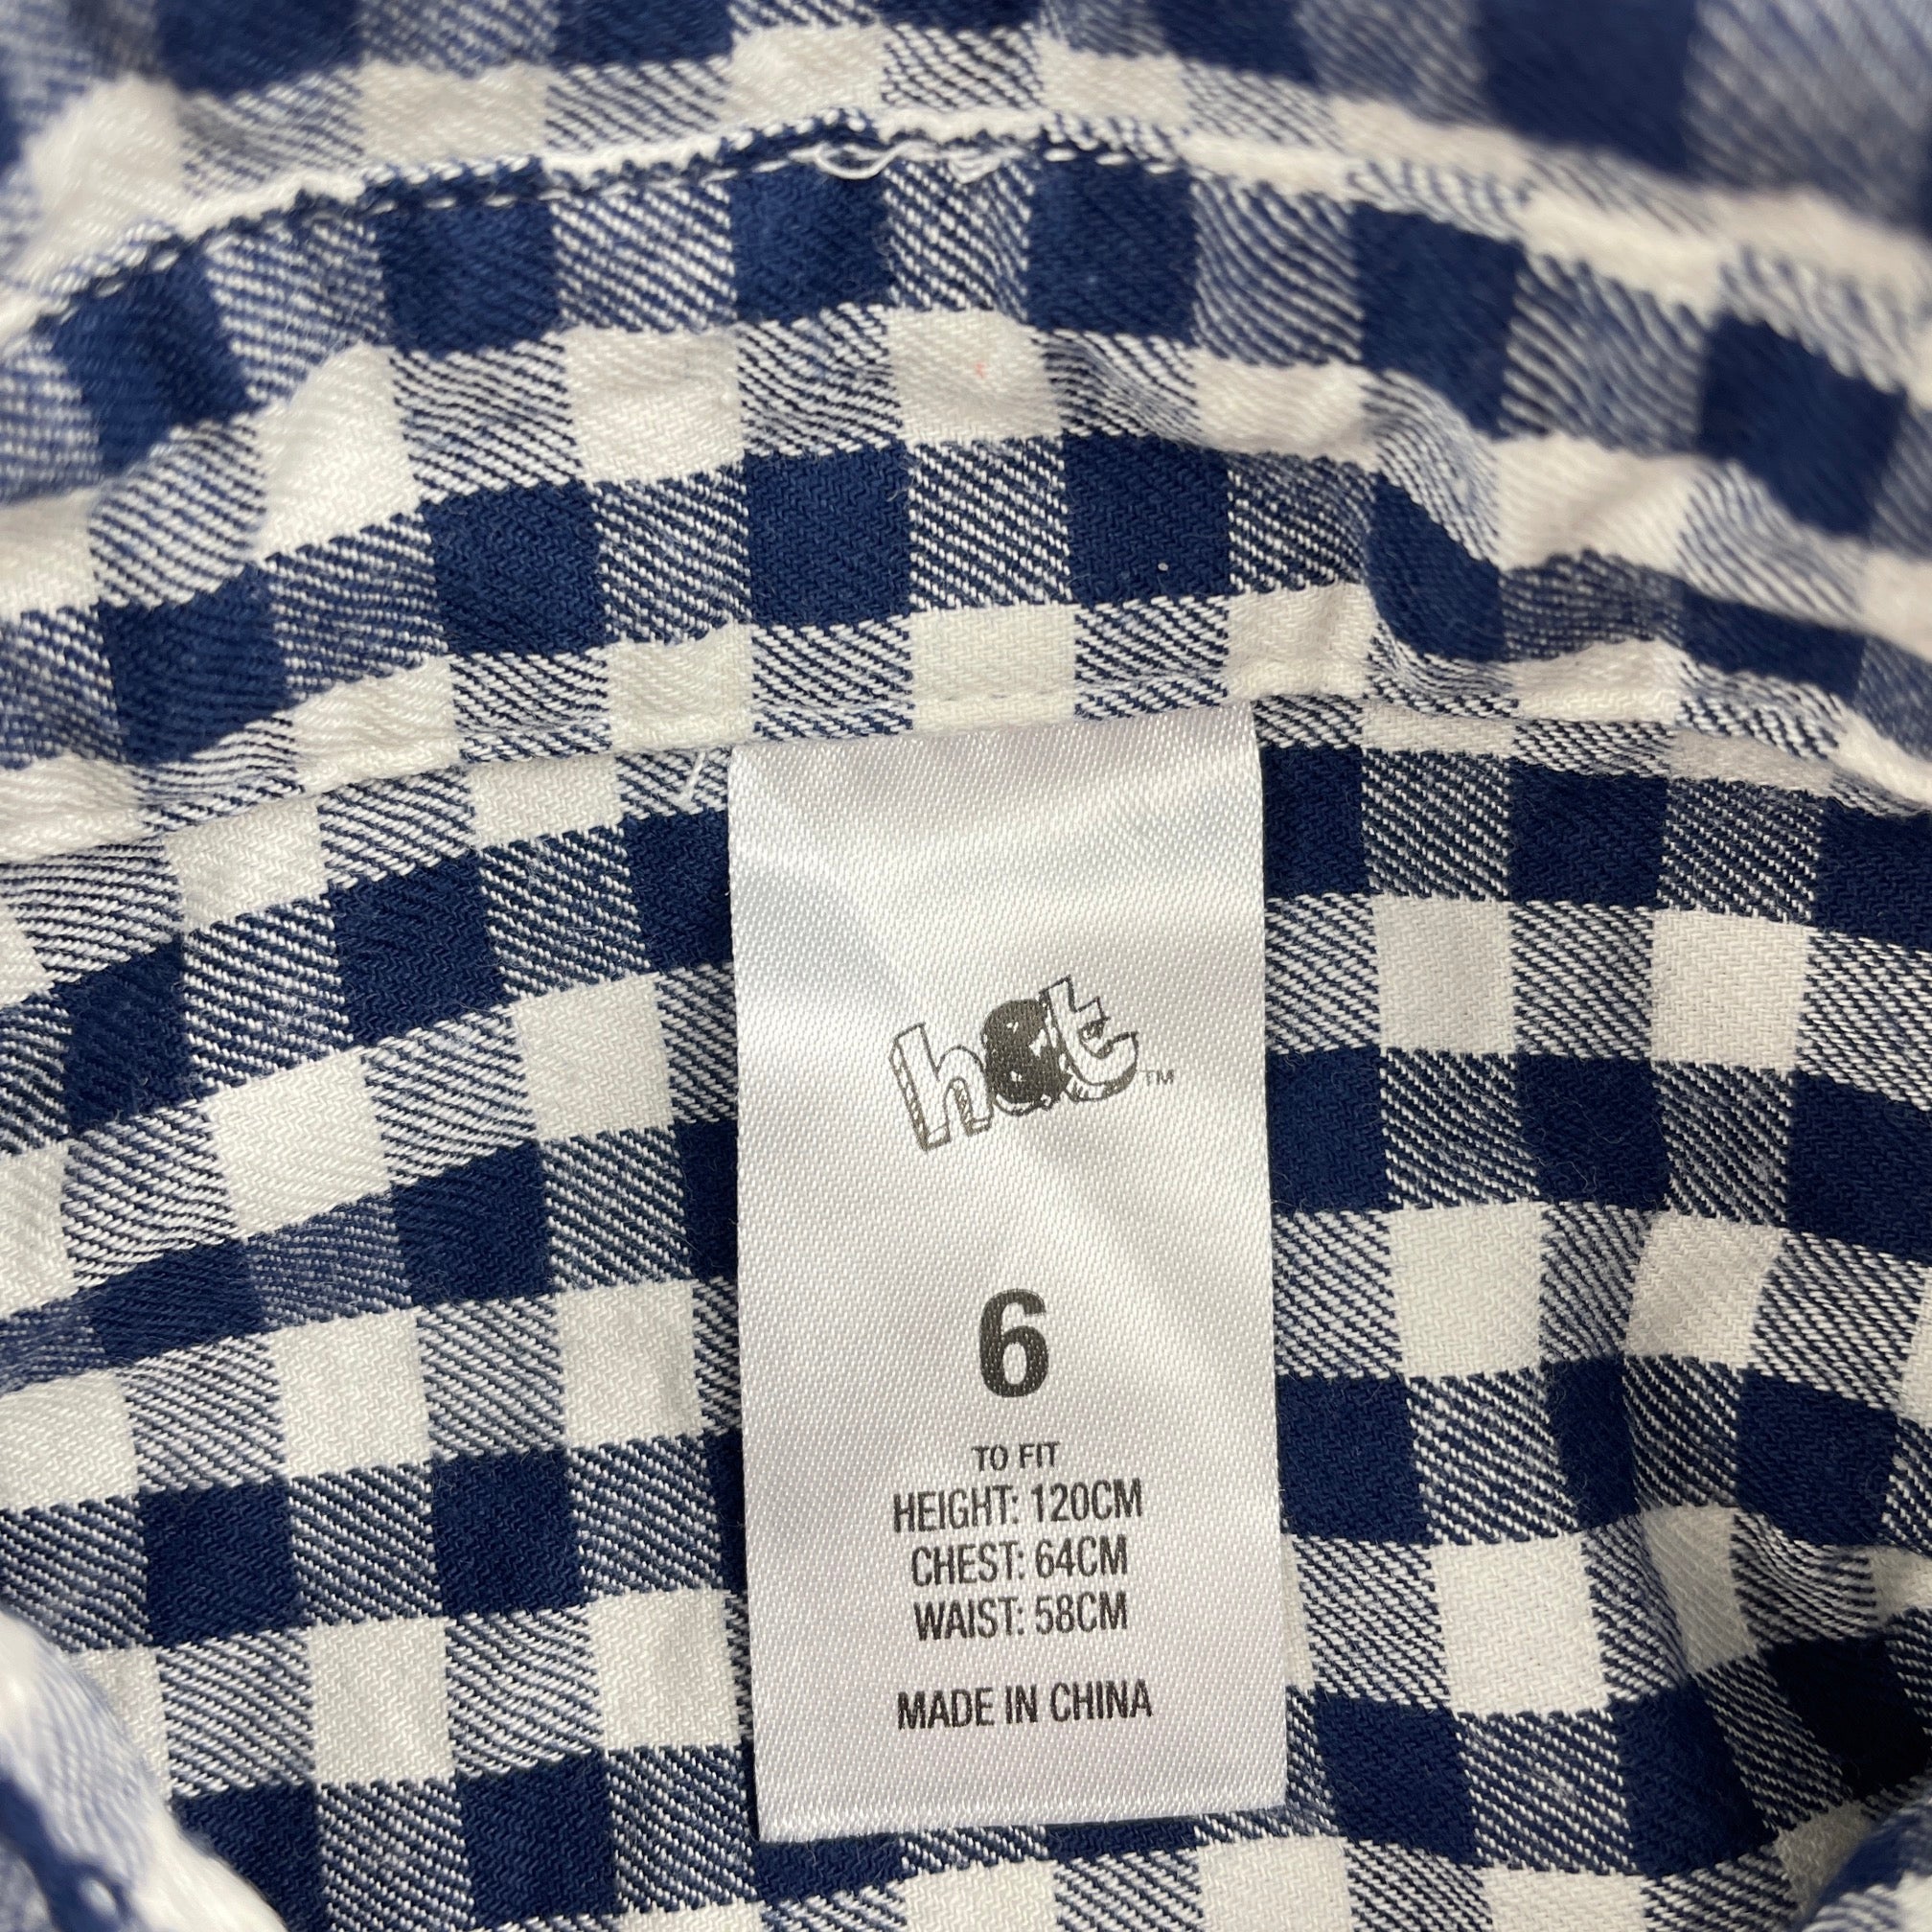 h&t™
6
TO FIT
HEIGHT: 120CM
CHEST: 64CM
WAIST: 58CM
MADE IN CHINA